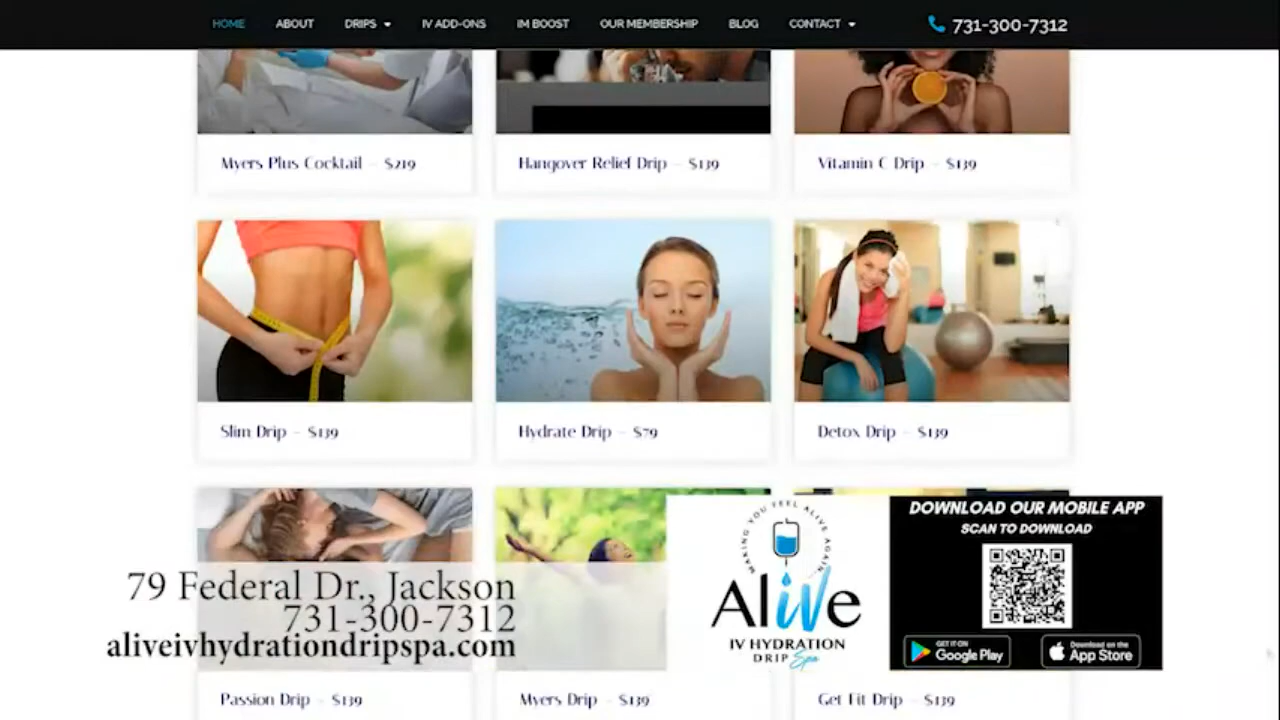 HOME ABOUT DRIPS IV ADD-ONS IM BOOST OUR MEMBERSHIP BLOG CONTACT 731-300-7312
Myers Plus Cocktail – $219
Hangover Relief Drip – $139
Vitamin C Drip – $139
Slim Drip – $139
Hydrate Drip – $79
Detox Drip – $139
79 Federal Dr., Jackson
731-300-7312
aliveivhydrationdripspa.com
MAKING YOU FEEL ALIVE AGAIN
Alive
IV HYDRATION
DRIP Spa
DOWNLOAD OUR MOBILE APP
SCAN TO DOWNLOAD
GET IT ON
Google Play
Download on the
App Store
Passion Drip – $139
Myers Drip – $139
Get Fit Drip – $139